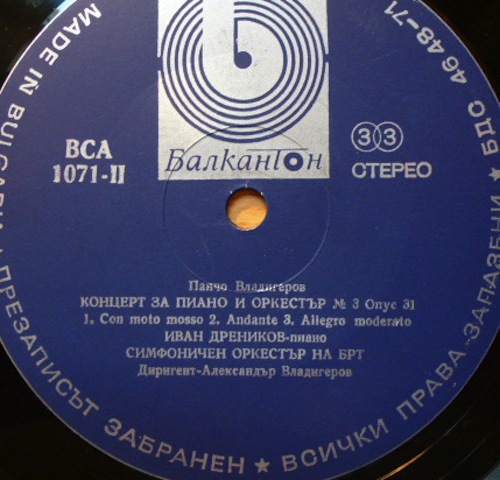 Балкантон
ВСА
1071-II
33
СТЕРЕО
Панчо Владигеров
КОНЦЕРТ ЗА ПИАНО И ОРКЕСТЪР № 3 Опус 31
1. Con moto mosso 2. Andante 3. Allegro moderato
ИВАН ДРЕНИКОВ-пиано
СИМФОНИЧЕН ОРКЕСТЪР НА БРТ
Диригент-Александър Владигеров
MADE IN BULGARIA ★ ПРЕЗАПИСЪТ ЗАБРАНЕН ★ ВСИЧКИ ПРАВА ЗАПАЗЕНИ ★ БДС 4648-71